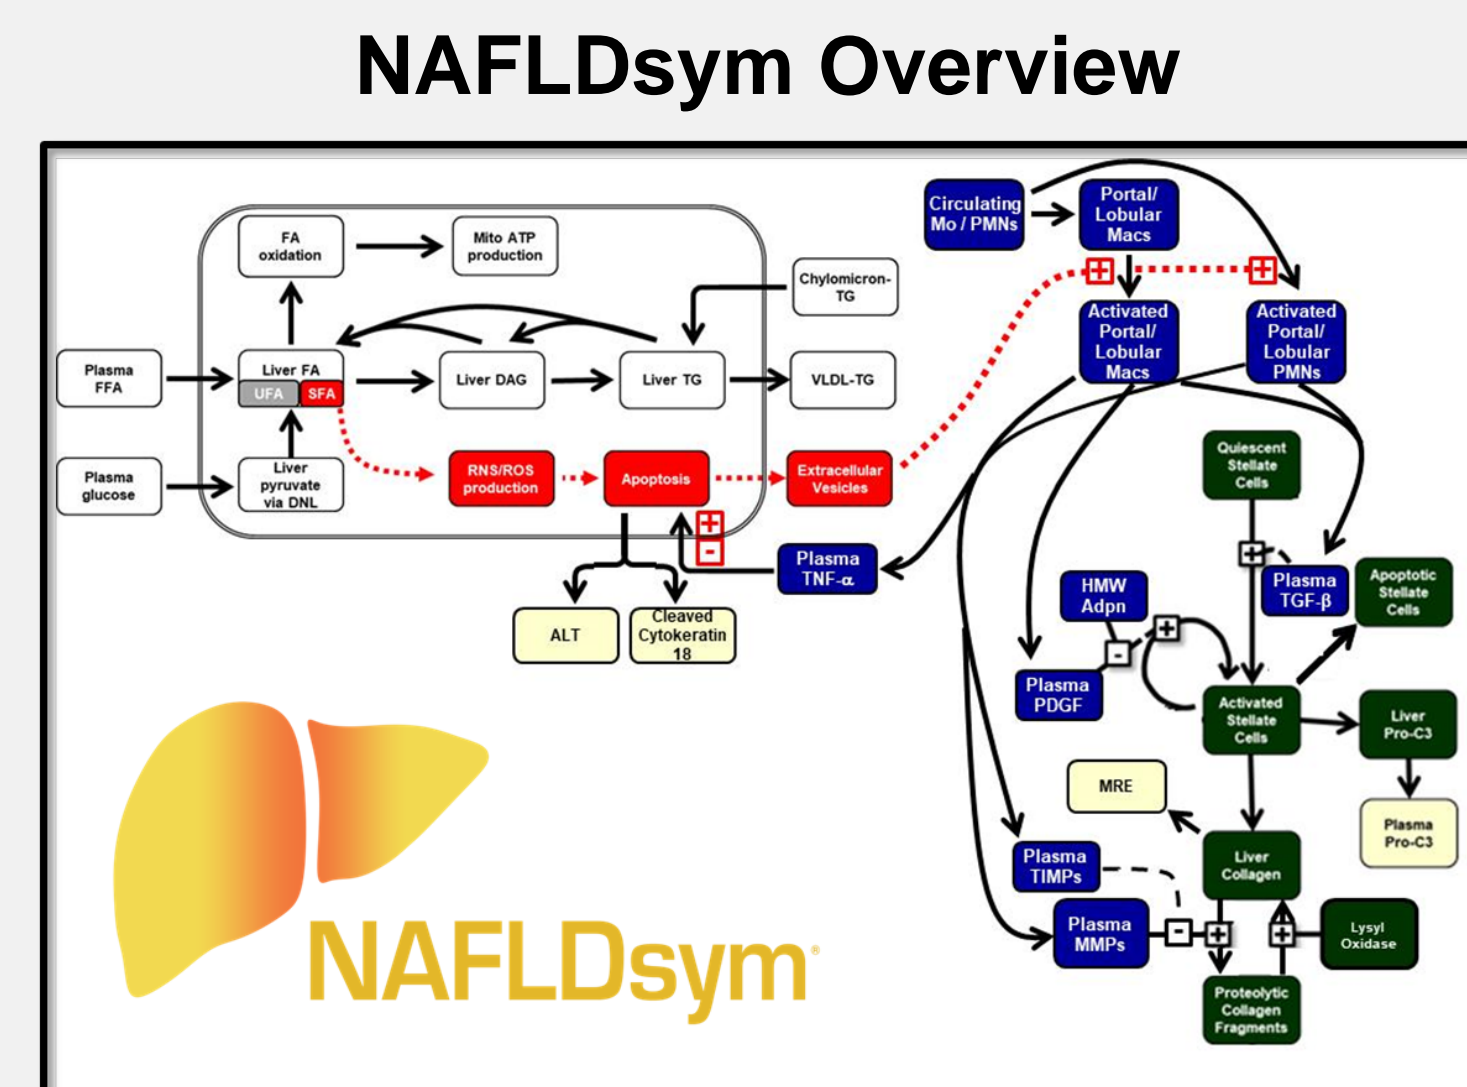 NAFLDsym Overview
Circulating
Mo / PMNs
Portal/
Lobular
Macs
FA
oxidation
Mito ATP
production
Chylomicron-
TG
+
+
Activated
Portal/
Lobular
Macs
Activated
Portal/
Lobular
PMNs
Plasma
FFA
Liver FA
UFA
SFA
Liver DAG
Liver TG
VLDL-TG
Plasma
glucose
Liver
pyruvate
via DNL
RNS/ROS
production
Apoptosis
Extracellular
Vesicles
Quiescent
Stellate
Cells
+
-
Plasma
TNF-α
+
Plasma
TGF-β
Apoptotic
Stellate
Cells
HMW
Adpn
+
-
ALT
Cleaved
Cytokeratin
18
Plasma
PDGF
Activated
Stellate
Cells
Liver
Pro-C3
MRE
Plasma
Pro-C3
Plasma
TIMPs
Liver
Collagen
Plasma
MMPs
-
+
+
Lysyl
Oxidase
Proteolytic
Collagen
Fragments
NAFLDsym®